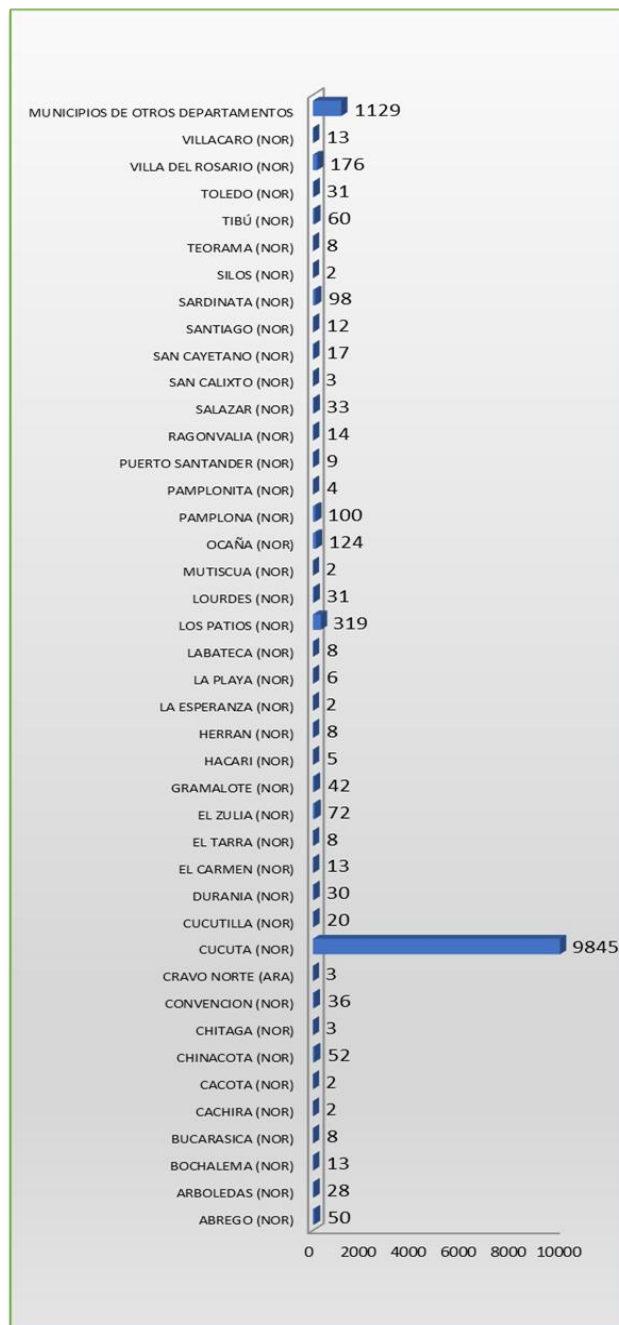 MUNICIPIOS DE OTROS DEPARTAMENTOS 1129
VILLACARO (NOR) 13
VILLA DEL ROSARIO (NOR) 176
TOLEDO (NOR) 31
TIBÚ (NOR) 60
TEORAMA (NOR) 8
SILOS (NOR) 2
SARDINATA (NOR) 98
SANTIAGO (NOR) 12
SAN CAYETANO (NOR) 17
SAN CALIXTO (NOR) 3
SALAZAR (NOR) 33
RAGONVALIA (NOR) 14
PUERTO SANTANDER (NOR) 9
PAMPLONITA (NOR) 4
PAMPLONA (NOR) 100
OCAÑA (NOR) 124
MUTISCUA (NOR) 2
LOURDES (NOR) 31
LOS PATIOS (NOR) 319
LABATECA (NOR) 8
LA PLAYA (NOR) 6
LA ESPERANZA (NOR) 2
HERRAN (NOR) 8
HACARI (NOR) 5
GRAMALOTE (NOR) 42
EL ZULIA (NOR) 72
EL TARRA (NOR) 8
EL CARMEN (NOR) 13
DURANIA (NOR) 30
CUCUTILLA (NOR) 20
CUCUTA (NOR) 9845
CRAVO NORTE (ARA) 3
CONVENCION (NOR) 36
CHITAGA (NOR) 3
CHINACOTA (NOR) 52
CACOTA (NOR) 2
CACHIRA (NOR) 2
BUCARASICA (NOR) 8
BOCHALEMA (NOR) 13
ARBOLEDAS (NOR) 28
ABREGO (NOR) 50
0 2000 4000 6000 8000 10000